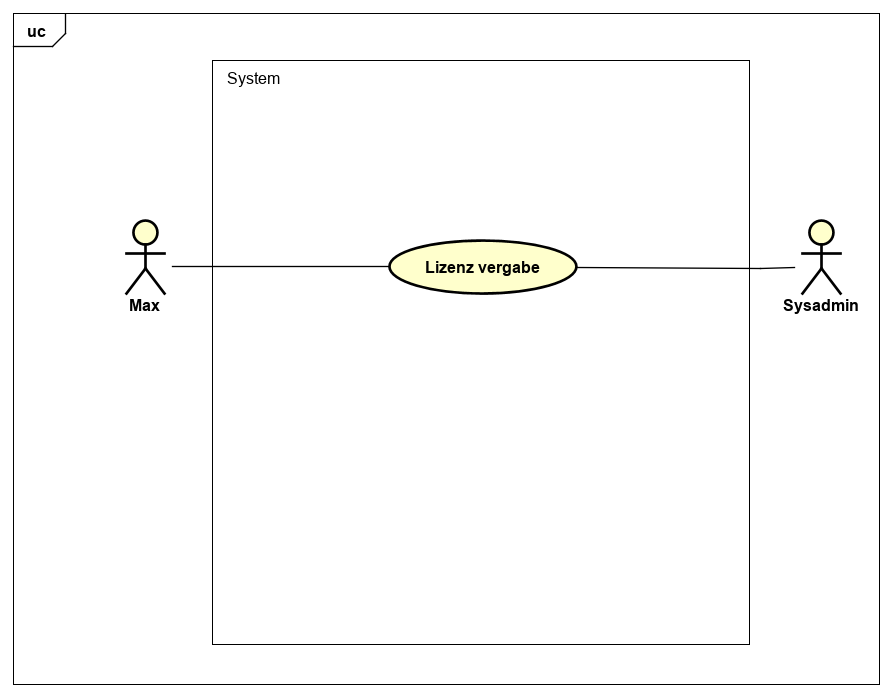 uc
System
Lizenz vergabe
Max
Sysadmin